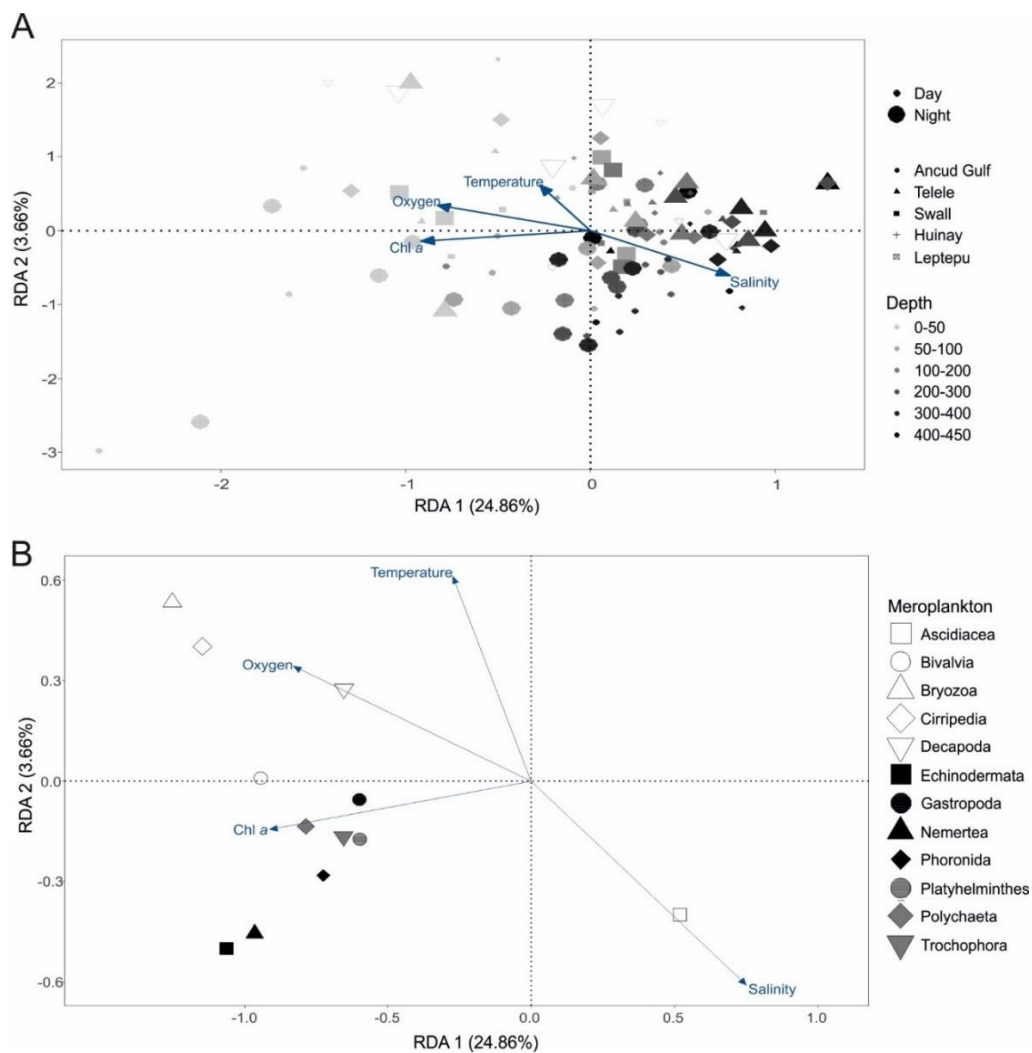 A
RDA 2 (3.66%)
2
1
0
-1
-2
-3
Temperature
Oxygen
Chl a
Salinity
-2
-1
0
1
RDA 1 (24.86%)
Day
Night
Ancud Gulf
Telele
Swall
Huinay
Leptepu
Depth
0-50
50-100
100-200
200-300
300-400
400-450
B
RDA 2 (3.66%)
0.6
0.3
0.0
-0.3
-0.6
Temperature
Oxygen
Chl a
Salinity
-1.0
-0.5
0.0
0.5
1.0
RDA 1 (24.86%)
Meroplankton
Ascidiacea
Bivalvia
Bryozoa
Cirripedia
Decapoda
Echinodermata
Gastropoda
Nemertea
Phoronida
Platyhelminthes
Polychaeta
Trochophora